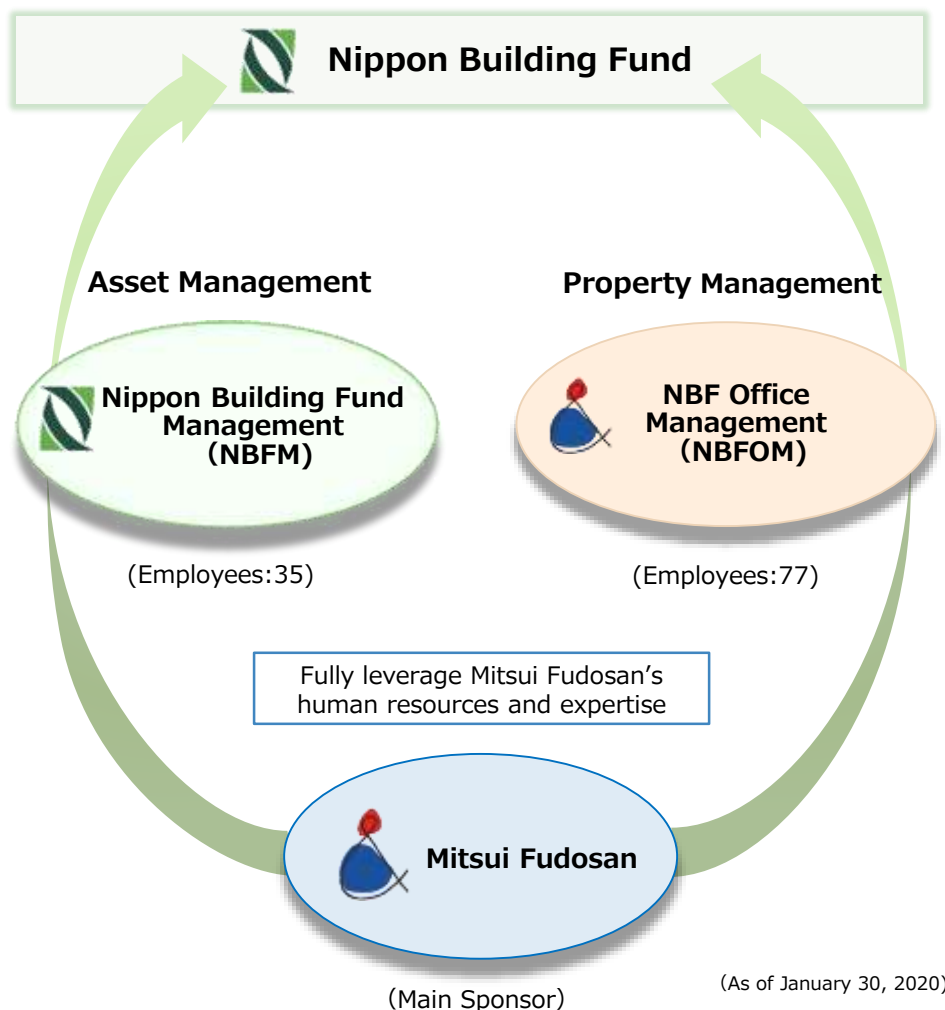 Nippon Building Fund
Asset Management
Nippon Building Fund
Management
(NBFM)
(Employees:35)
Property Management
NBF Office
Management
(NBFOM)
(Employees:77)
Fully leverage Mitsui Fudosan’s
human resources and expertise
Mitsui Fudosan
(Main Sponsor)
(As of January 30, 2020)